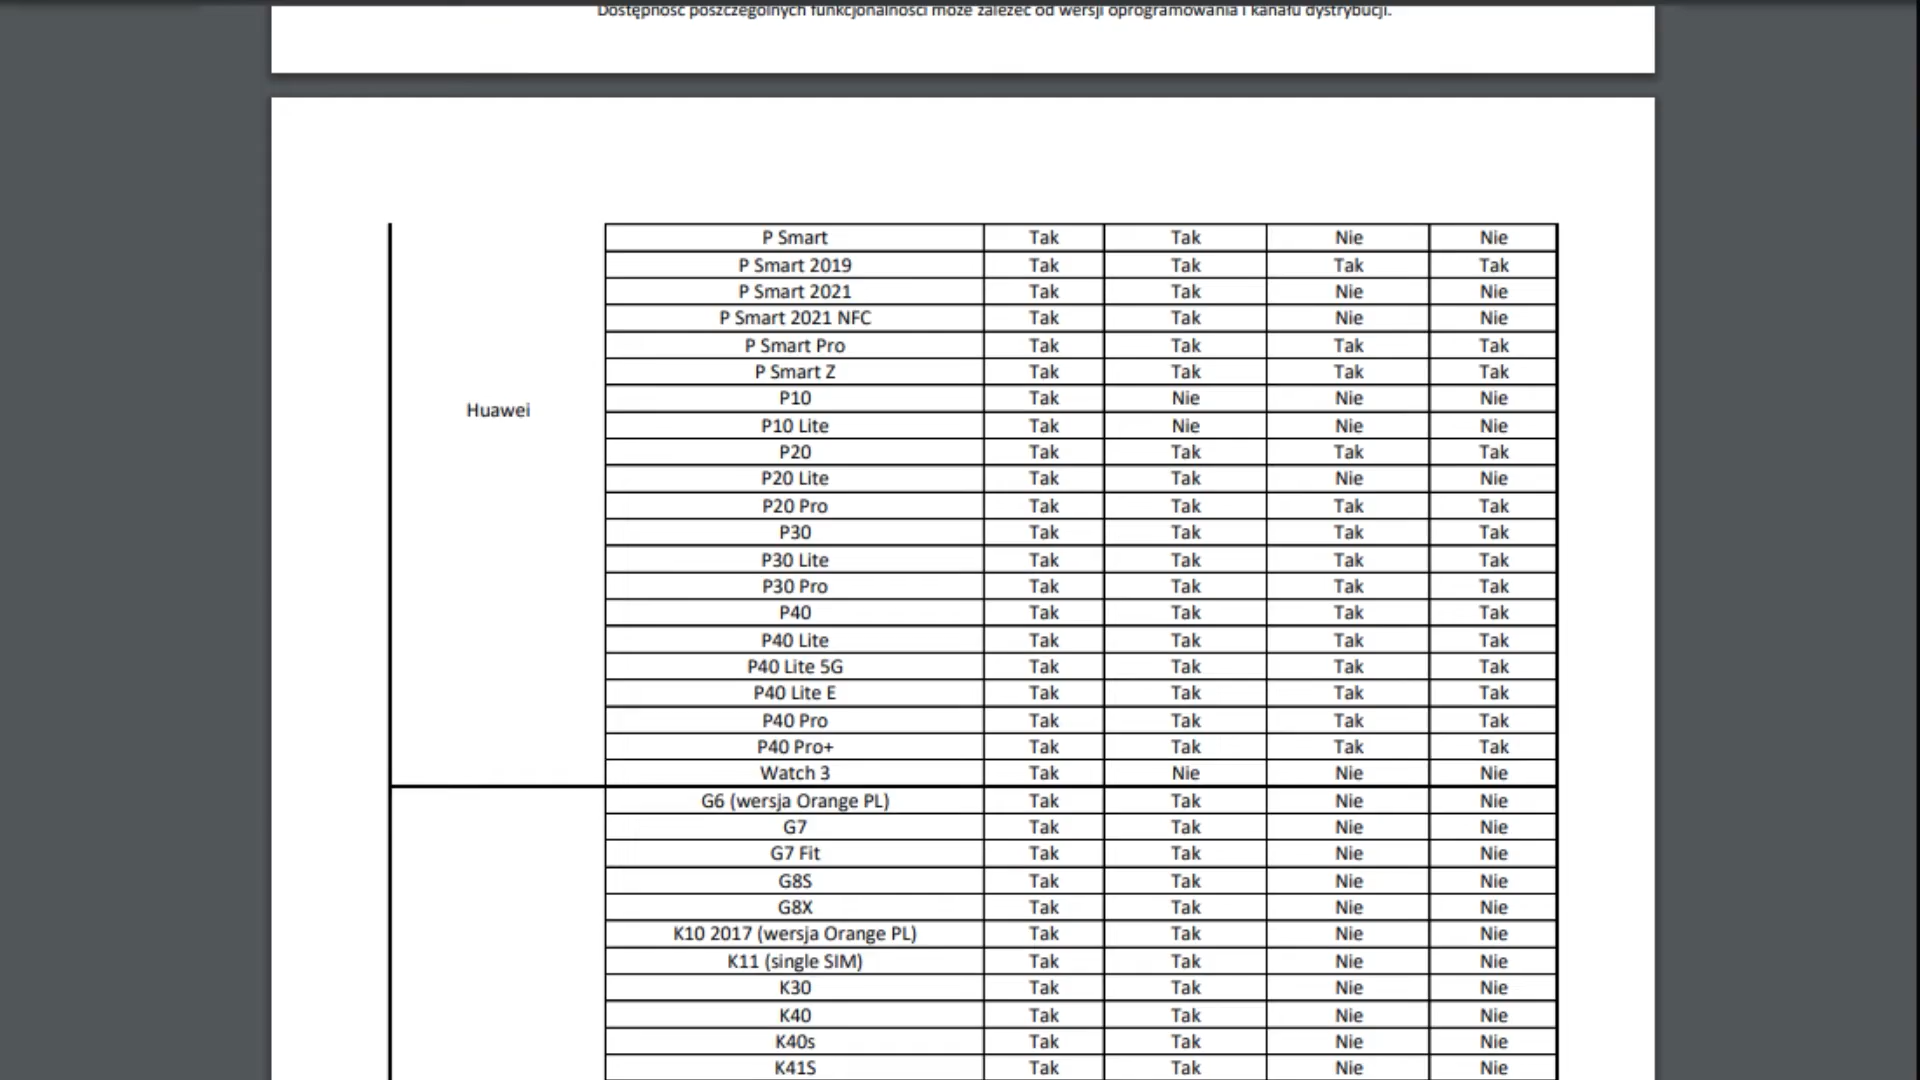 Dostępność poszczególnych funkcjonalności może zależeć od wersji oprogramowania i kanału dystrybucji.
P Smart Tak Tak Nie Nie
P Smart 2019 Tak Tak Tak Tak
P Smart 2021 Tak Tak Nie Nie
P Smart 2021 NFC Tak Tak Nie Nie
P Smart Pro Tak Tak Tak Tak
P Smart Z Tak Tak Tak Tak
P10 Tak Nie Nie Nie
Huawei
P10 Lite Tak Nie Nie Nie
P20 Tak Tak Tak Tak
P20 Lite Tak Tak Nie Nie
P20 Pro Tak Tak Tak Tak
P30 Tak Tak Tak Tak
P30 Lite Tak Tak Tak Tak
P30 Pro Tak Tak Tak Tak
P40 Tak Tak Tak Tak
P40 Lite Tak Tak Tak Tak
P40 Lite 5G Tak Tak Tak Tak
P40 Lite E Tak Tak Tak Tak
P40 Pro Tak Tak Tak Tak
P40 Pro+ Tak Tak Tak Tak
Watch 3 Tak Nie Nie Nie
G6 (wersja Orange PL) Tak Tak Nie Nie
G7 Tak Tak Nie Nie
G7 Fit Tak Tak Nie Nie
G8S Tak Tak Nie Nie
G8X Tak Tak Nie Nie
K10 2017 (wersja Orange PL) Tak Tak Nie Nie
K11 (single SIM) Tak Tak Nie Nie
K30 Tak Tak Nie Nie
K40 Tak Tak Nie Nie
K40s Tak Tak Nie Nie
K41S Tak Tak Nie Nie